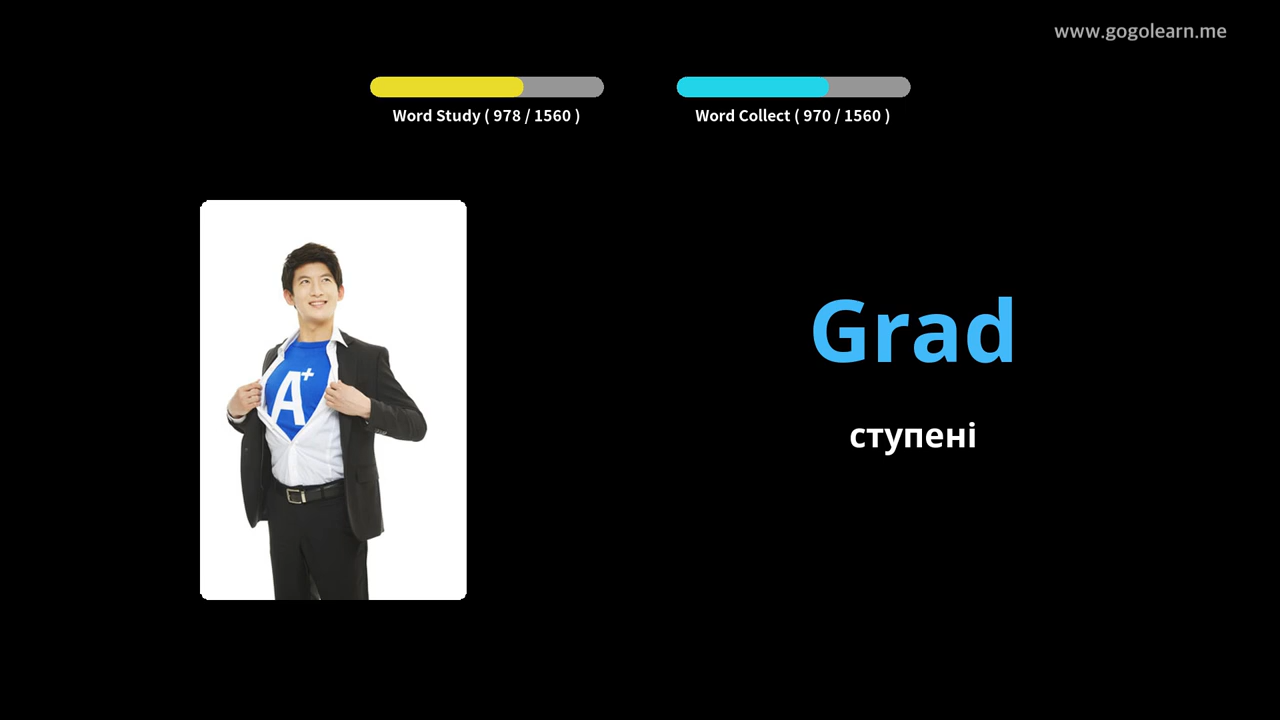 www.gogolearn.me
Word Study ( 978 / 1560 )
Word Collect ( 970 / 1560 )
A+
Grad
ступені